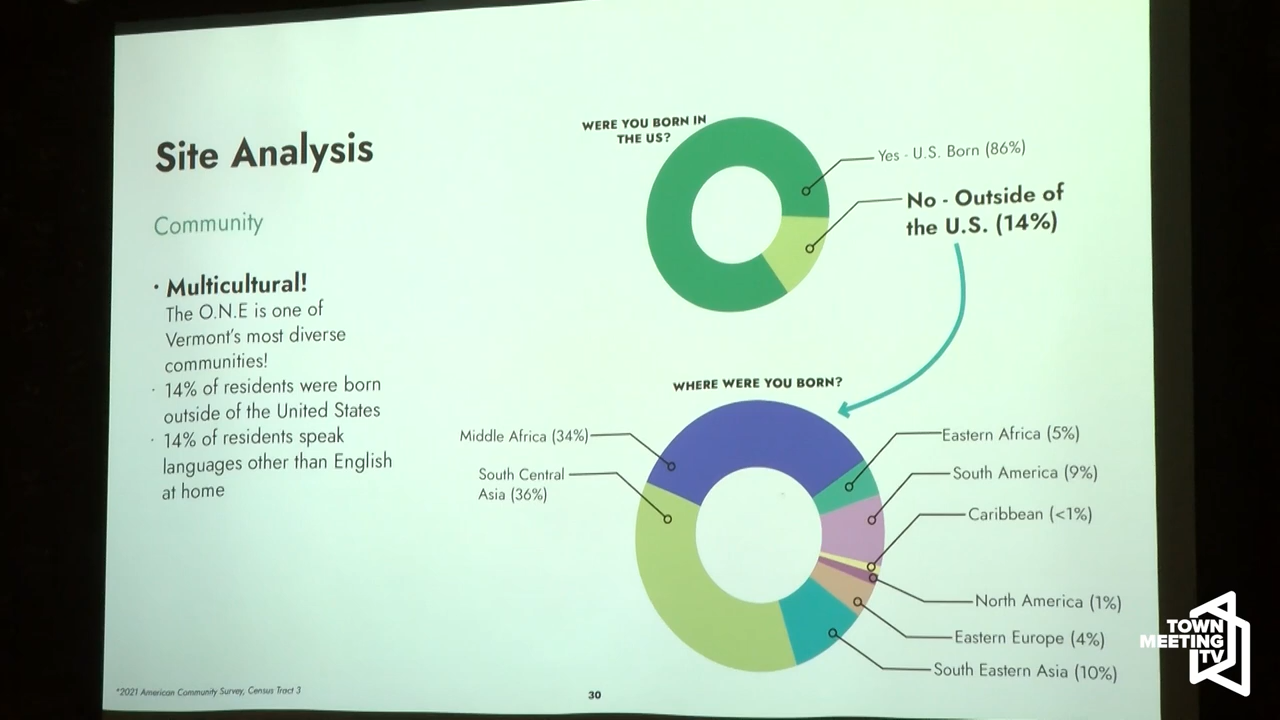 Site Analysis
Community
· Multicultural!
The O.N.E is one of
Vermont's most diverse
communities!
· 14% of residents were born
outside of the United States
· 14% of residents speak
languages other than English
at home
WERE YOU BORN IN
THE US?
Yes - U.S. Born (86%)
No - Outside of
the U.S. (14%)
WHERE WERE YOU BORN?
Middle Africa (34%)
South Central
Asia (36%)
Eastern Africa (5%)
South America (9%)
Caribbean (<1%)
North America (1%)
Eastern Europe (4%)
South Eastern Asia (10%)
*2021 American Community Survey, Census Tract 3
30
TOWN
MEETING
TV